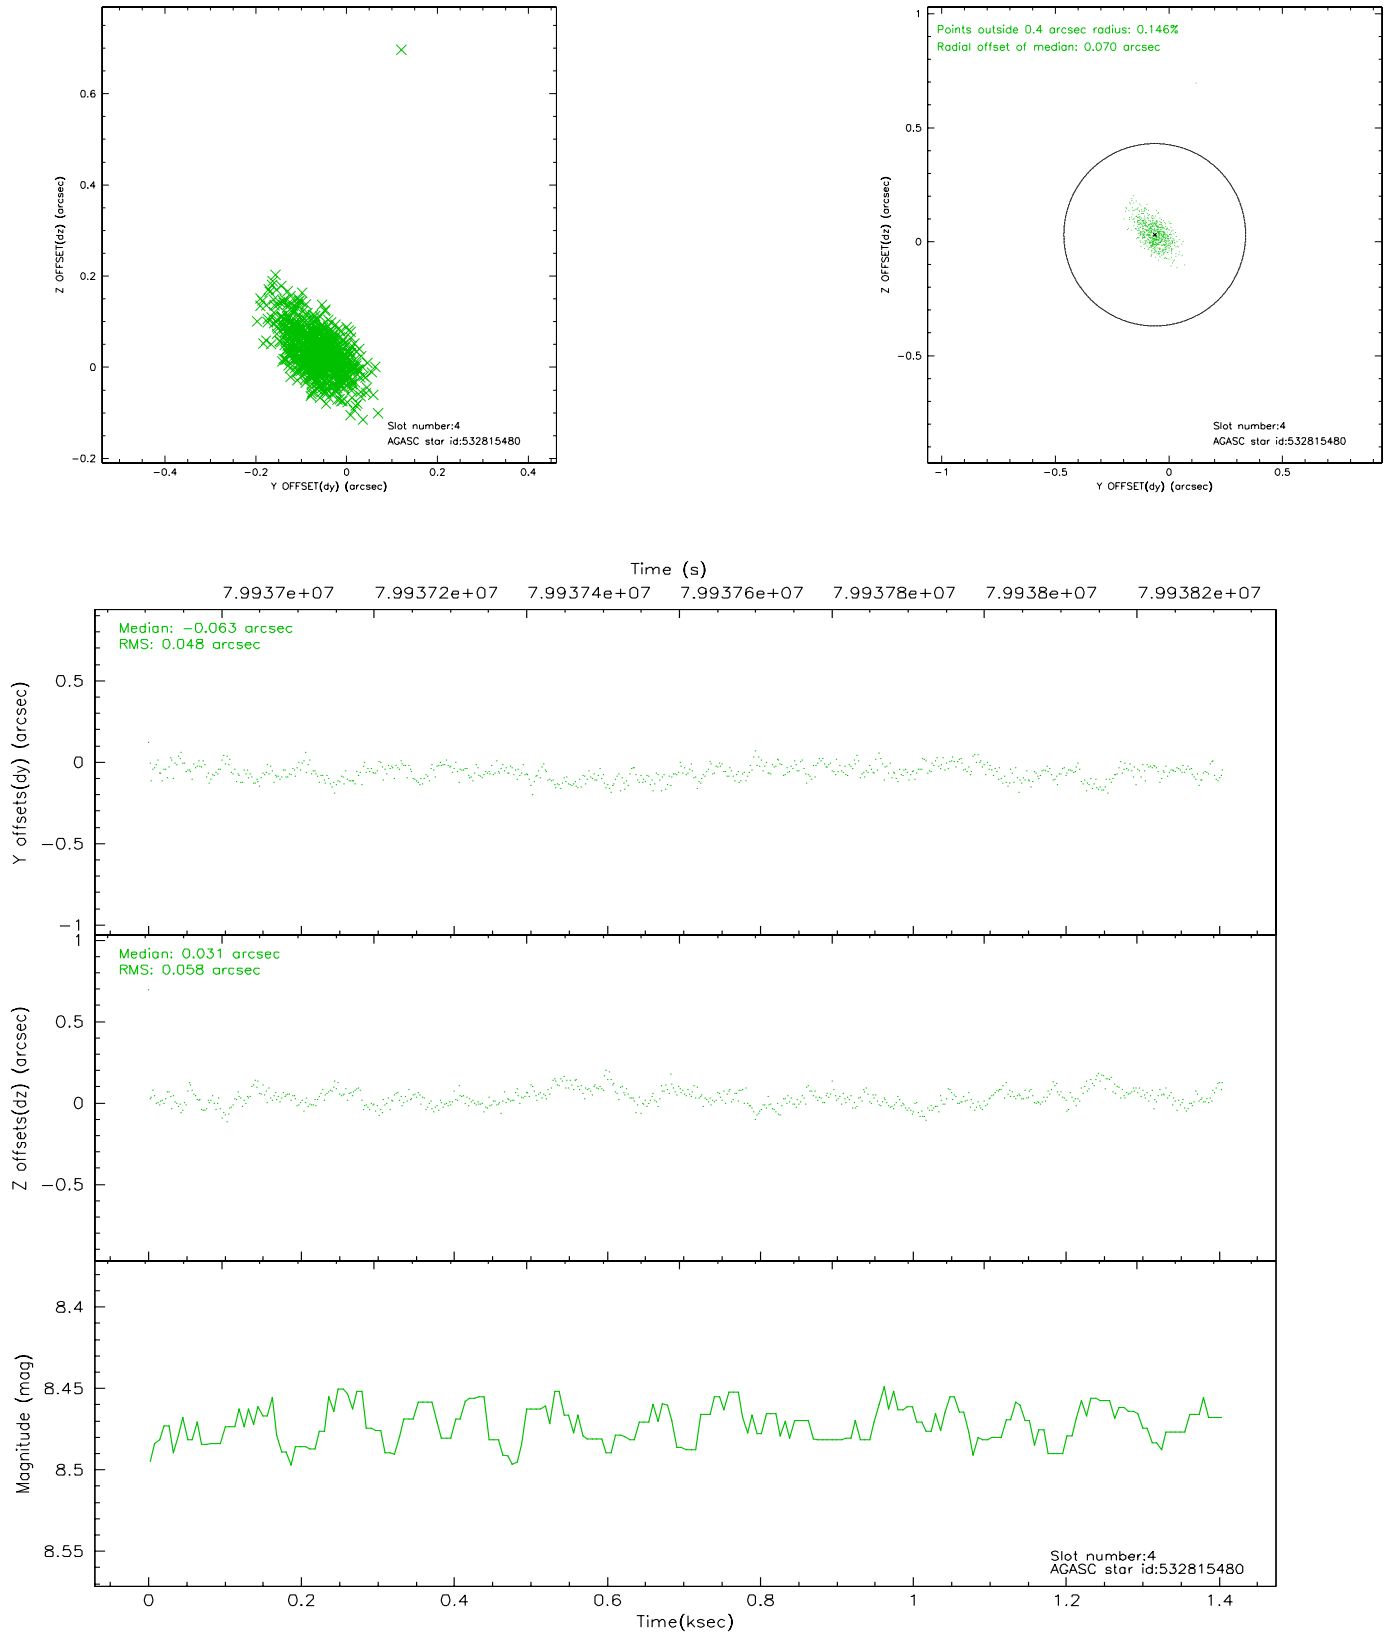 0.6
0.4
0.2
0
−0.2
Z OFFSET(dz) (arcsec)
−0.4
−0.2
0
0.2
0.4
Y OFFSET(dy) (arcsec)
Slot number:4
AGASC star id:532815480
Points outside 0.4 arcsec radius: 0.146%
Radial offset of median: 0.070 arcsec
1
0.5
0
−0.5
Z OFFSET(dz) (arcsec)
−1
−0.5
0
0.5
Y OFFSET(dy) (arcsec)
Slot number:4
AGASC star id:532815480
Time (s)
7.9937e+07
7.99372e+07
7.99374e+07
7.99376e+07
7.99378e+07
7.9938e+07
7.99382e+07
Median: −0.063 arcsec
RMS: 0.048 arcsec
0.5
0
−0.5
−1
Y offsets(dy) (arcsec)
Median: 0.031 arcsec
RMS: 0.058 arcsec
1
0.5
0
−0.5
Z offsets(dz) (arcsec)
8.4
8.45
8.5
8.55
Magnitude (mag)
Slot number:4
AGASC star id:532815480
0
0.2
0.4
0.6
0.8
1
1.2
1.4
Time(ksec)